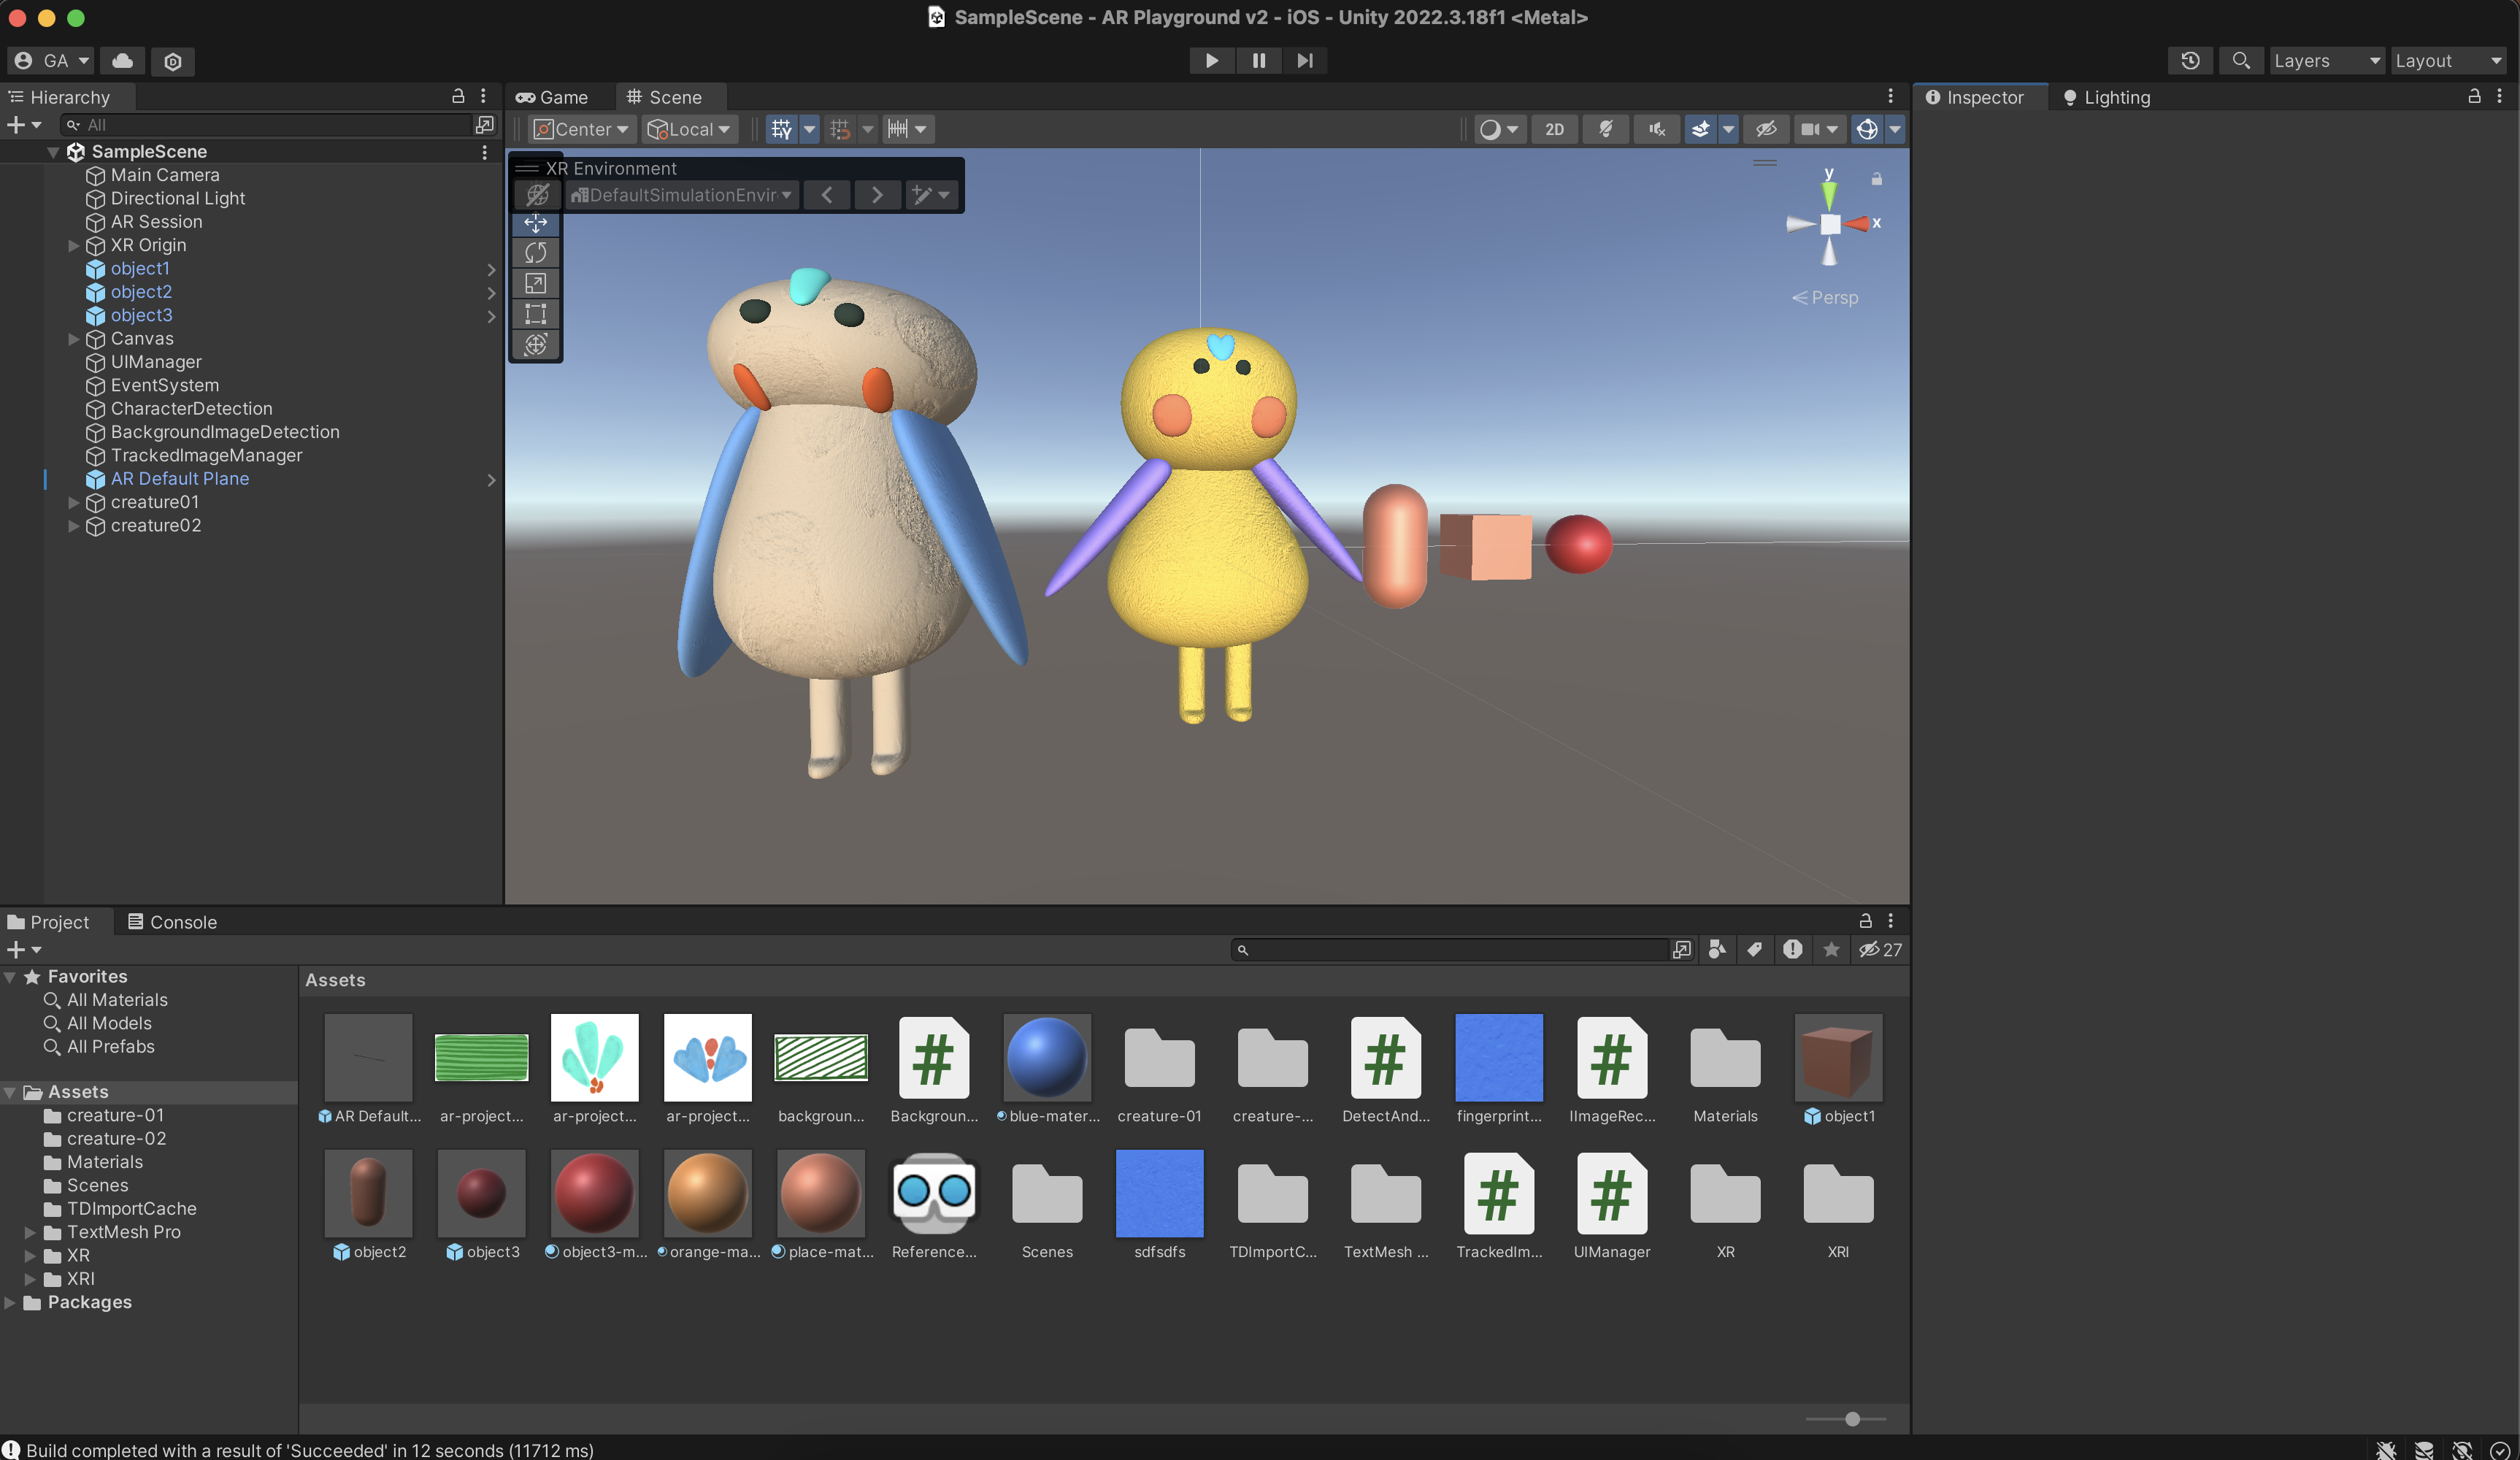 SampleScene - AR Playground v2 - iOS - Unity 2022.3.18f1 <Metal>
GA
Layers
Layout
Hierarchy
All
SampleScene
Main Camera
Directional Light
AR Session
XR Origin
object1
object2
object3
Canvas
UIManager
EventSystem
CharacterDetection
BackgroundImageDetection
TrackedImageManager
AR Default Plane
creature01
creature02
Game
Scene
Center
Local
2D
XR Environment
DefaultSimulationEnvir
y
x
Persp
Inspector
Lighting
Project
Console
27
Favorites
All Materials
All Models
All Prefabs
Assets
creature-01
creature-02
Materials
Scenes
TDImportCache
TextMesh Pro
XR
XRI
Packages
Assets
AR Default... ar-project... ar-project... ar-project... backgroun... Backgroun... blue-mater... creature-01 creature-... DetectAnd... fingerprint... IImageRec... Materials object1
object2 object3 object3-m... orange-ma... place-mat... Reference... Scenes sdfsdfs TDImportC... TextMesh ... TrackedIm... UIManager XR XRI
Build completed with a result of 'Succeeded' in 12 seconds (11712 ms)